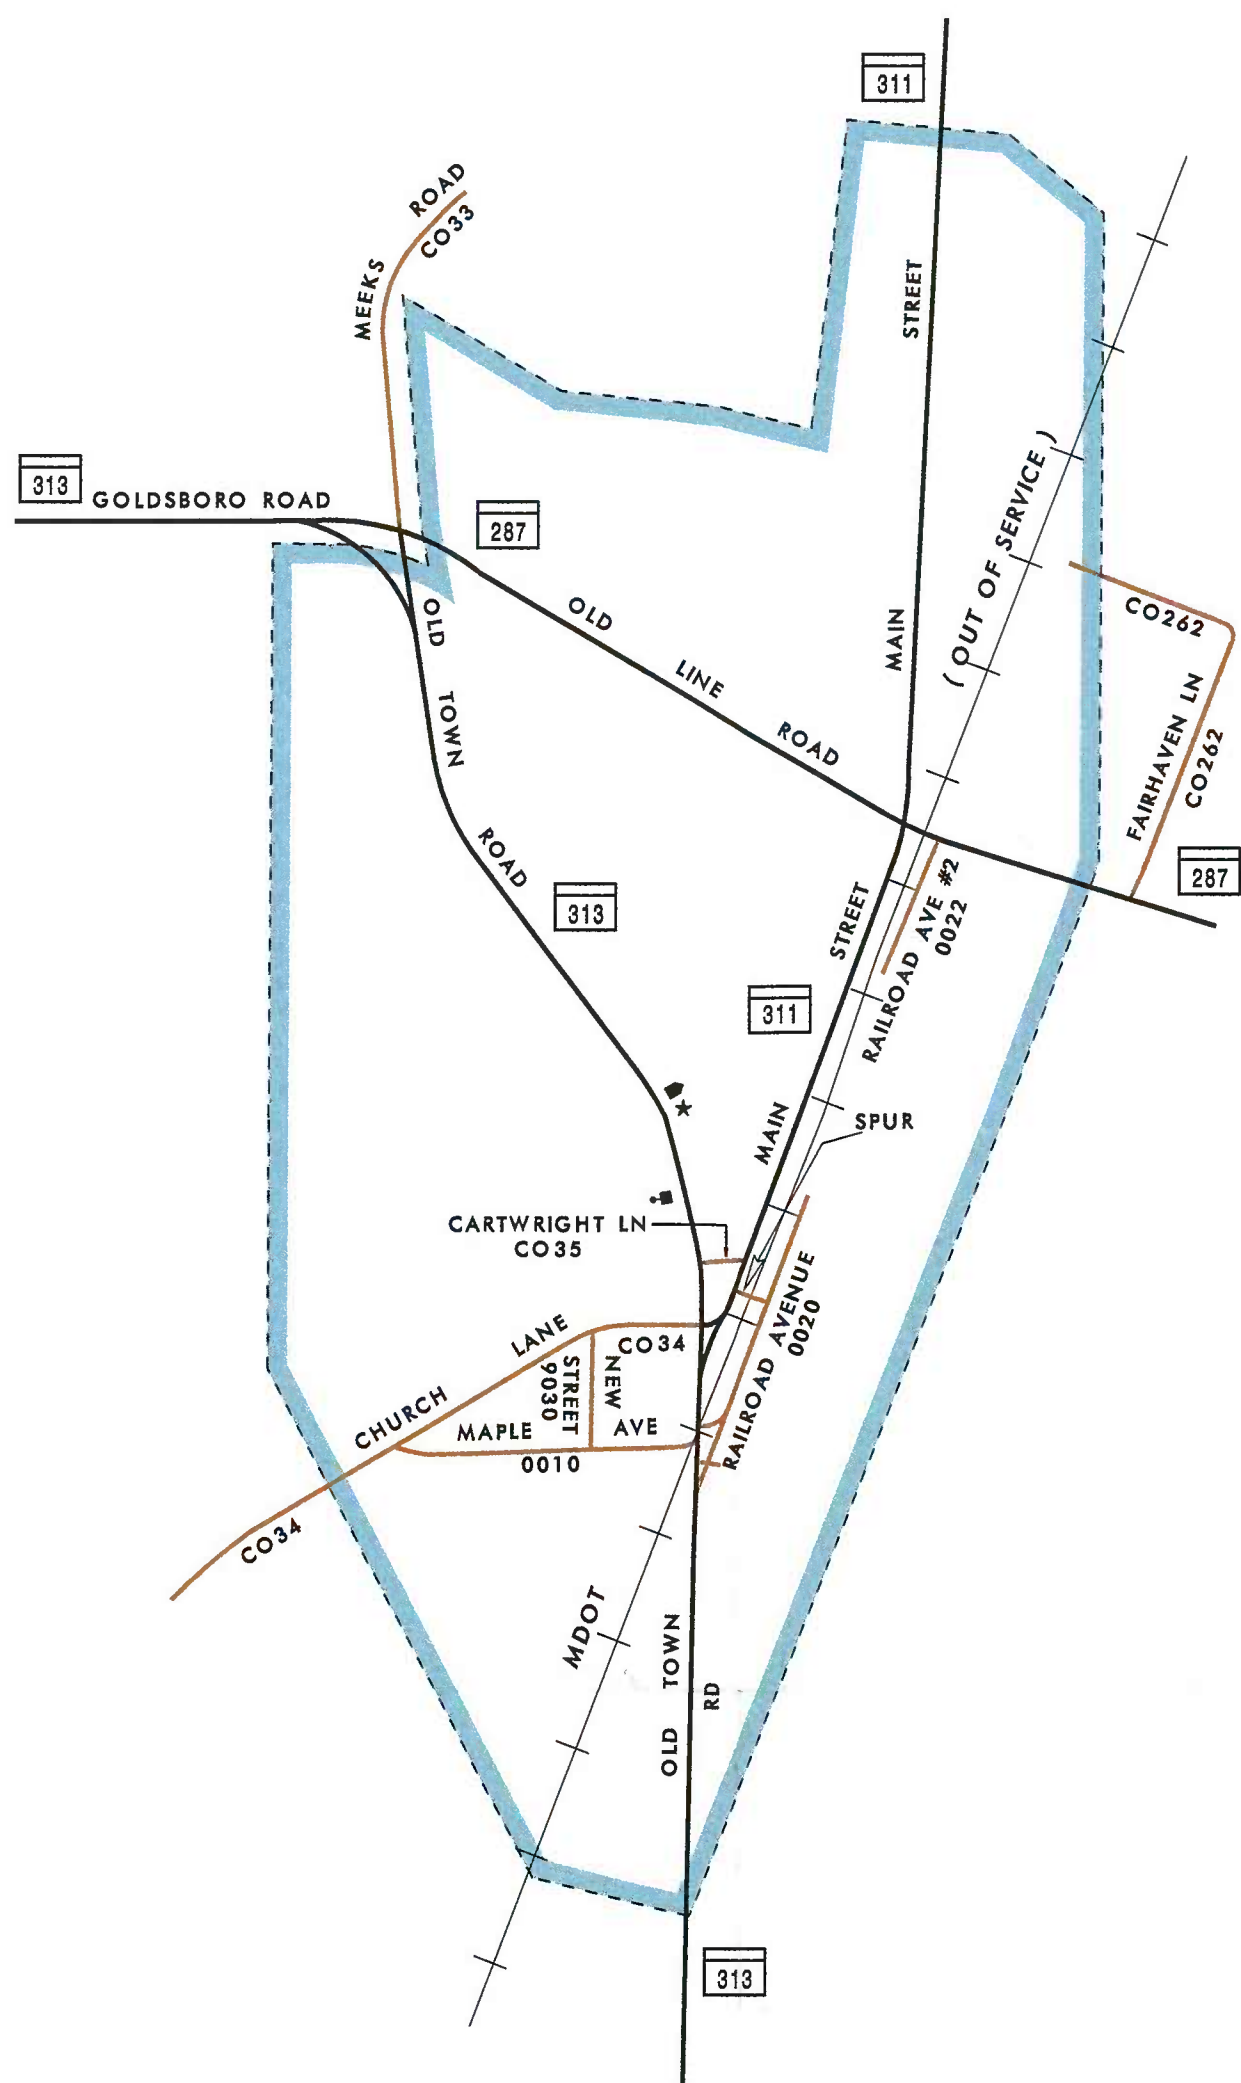 311
MEEKS ROAD
CO33
MAIN STREET
313
GOLDSBORO ROAD
287
OLD LINE ROAD
( OUT OF SERVICE )
CO262
FAIRHAVEN LN
CO262
287
OLD TOWN ROAD
313
311
MAIN STREET
RAILROAD AVE #2
0022
SPUR
CARTWRIGHT LN
CO35
RAILROAD AVENUE
0020
CHURCH LANE
CO34
NEW
STREET
9030
MAPLE AVE
0010
CO34
MDOT
OLD TOWN
RD
313